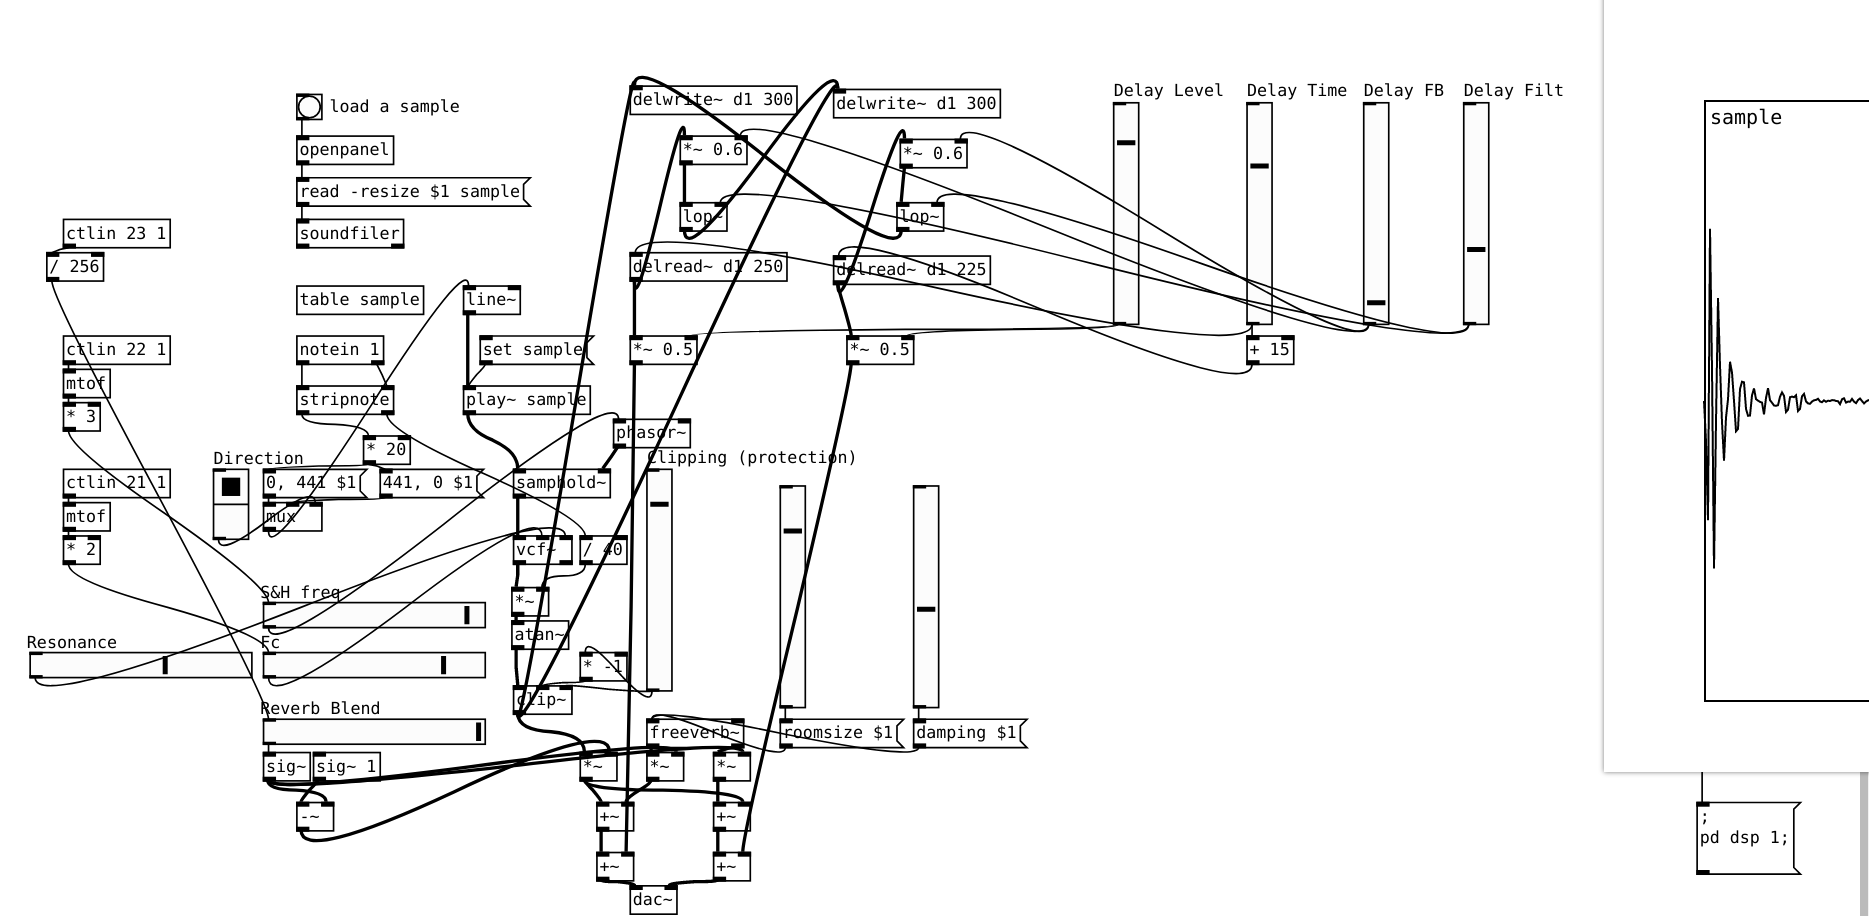 load a sample
openpanel
read -resize $1 sample
soundfiler
ctlin 23 1
/ 256
table sample
line~
ctlin 22 1
mtof
* 3
notein 1
stripnote
set sample
play~ sample
* 20
phasor~
Direction
ctlin 21 1
mtof
* 2
0, 441 $1
441, 0 $1
mux
samphold~
Clipping (protection)
vcf~
/ 40
*~
atan~
* -1
clip~
S&H freq
Resonance
Fc
Reverb Blend
sig~
sig~ 1
-~
delwrite~ d1 300
delwrite~ d1 300
*~ 0.6
*~ 0.6
lop~
lop~
delread~ d1 250
delread~ d1 225
*~ 0.5
*~ 0.5
Delay Level
Delay Time
Delay FB
Delay Filt
+ 15
freeverb~
roomsize $1
damping $1
*~
*~
*~
+~
+~
+~
+~
dac~
sample
;
pd dsp 1;